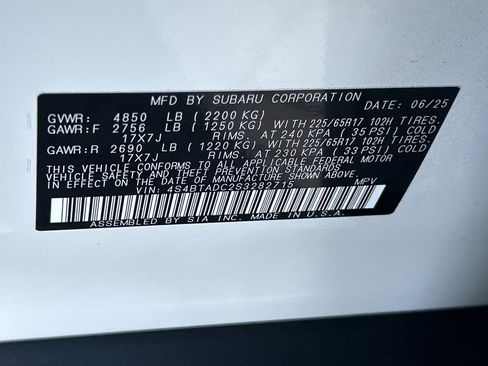 MFD BY SUBARU CORPORATION DATE: 06/25
GVWR: 4850 LB ( 2200 KG)
GAWR:F 2756 LB ( 1250 KG) WITH 225/65R17 102H TIRES.
17X7J RIMS. AT 240 KPA ( 35 PSI) COLD
GAWR:R 2690 LB ( 1220 KG) WITH 225/65R17 102H TIRES.
17X7J RIMS. AT 230 KPA ( 33 PSI) COLD
THIS VEHICLE CONFORMS TO ALL APPLICABLE FEDERAL MOTOR
VEHICLE SAFETY, BUMPER, AND THEFT PREVENTION STANDARDS
IN EFFECT ON THE DATE OF MANUFACTURE SHOWN ABOVE.
VIN: 4S4BTADC2S3282715 MPV
ASSEMBLED BY SIA INC. MADE IN U.S.A.